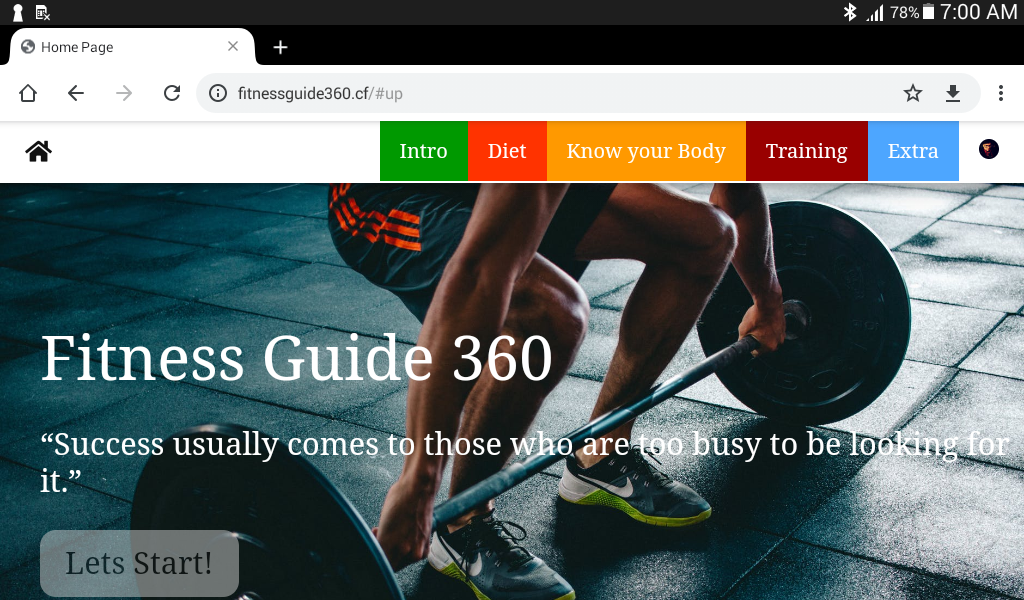 78% 7:00 AM
Home Page
fitnessguide360.cf/#up
Intro Diet Know your Body Training Extra
Fitness Guide 360
“Success usually comes to those who are too busy to be looking for
it.”
Lets Start!